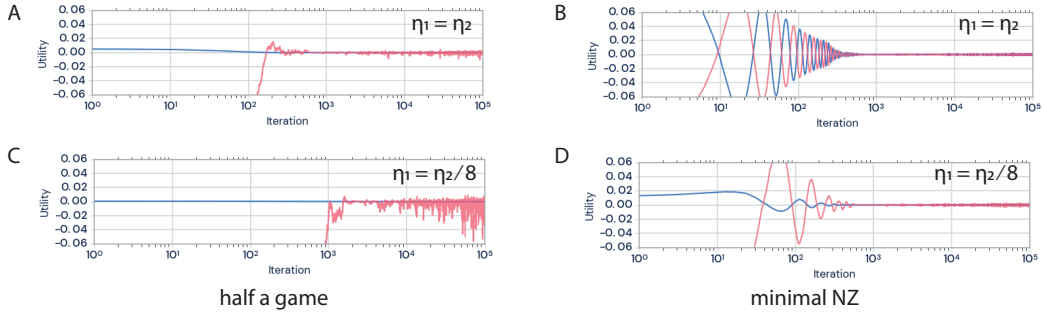 A
η₁ = η₂
Utility
0.06
0.04
0.02
0.00
−0.02
−0.04
−0.06
10⁰ 10¹ 10² 10³ 10⁴ 10⁵
Iteration
B
η₁ = η₂
Utility
0.06
0.04
0.02
0.00
−0.02
−0.04
−0.06
10⁰ 10¹ 10² 10³ 10⁴ 10⁵
Iteration
C
η₁ = η₂/8
Utility
0.06
0.04
0.02
0.00
−0.02
−0.04
−0.06
10⁰ 10¹ 10² 10³ 10⁴ 10⁵
Iteration
half a game
D
η₁ = η₂/8
Utility
0.06
0.04
0.02
0.00
−0.02
−0.04
−0.06
10⁰ 10¹ 10² 10³ 10⁴ 10⁵
Iteration
minimal NZ